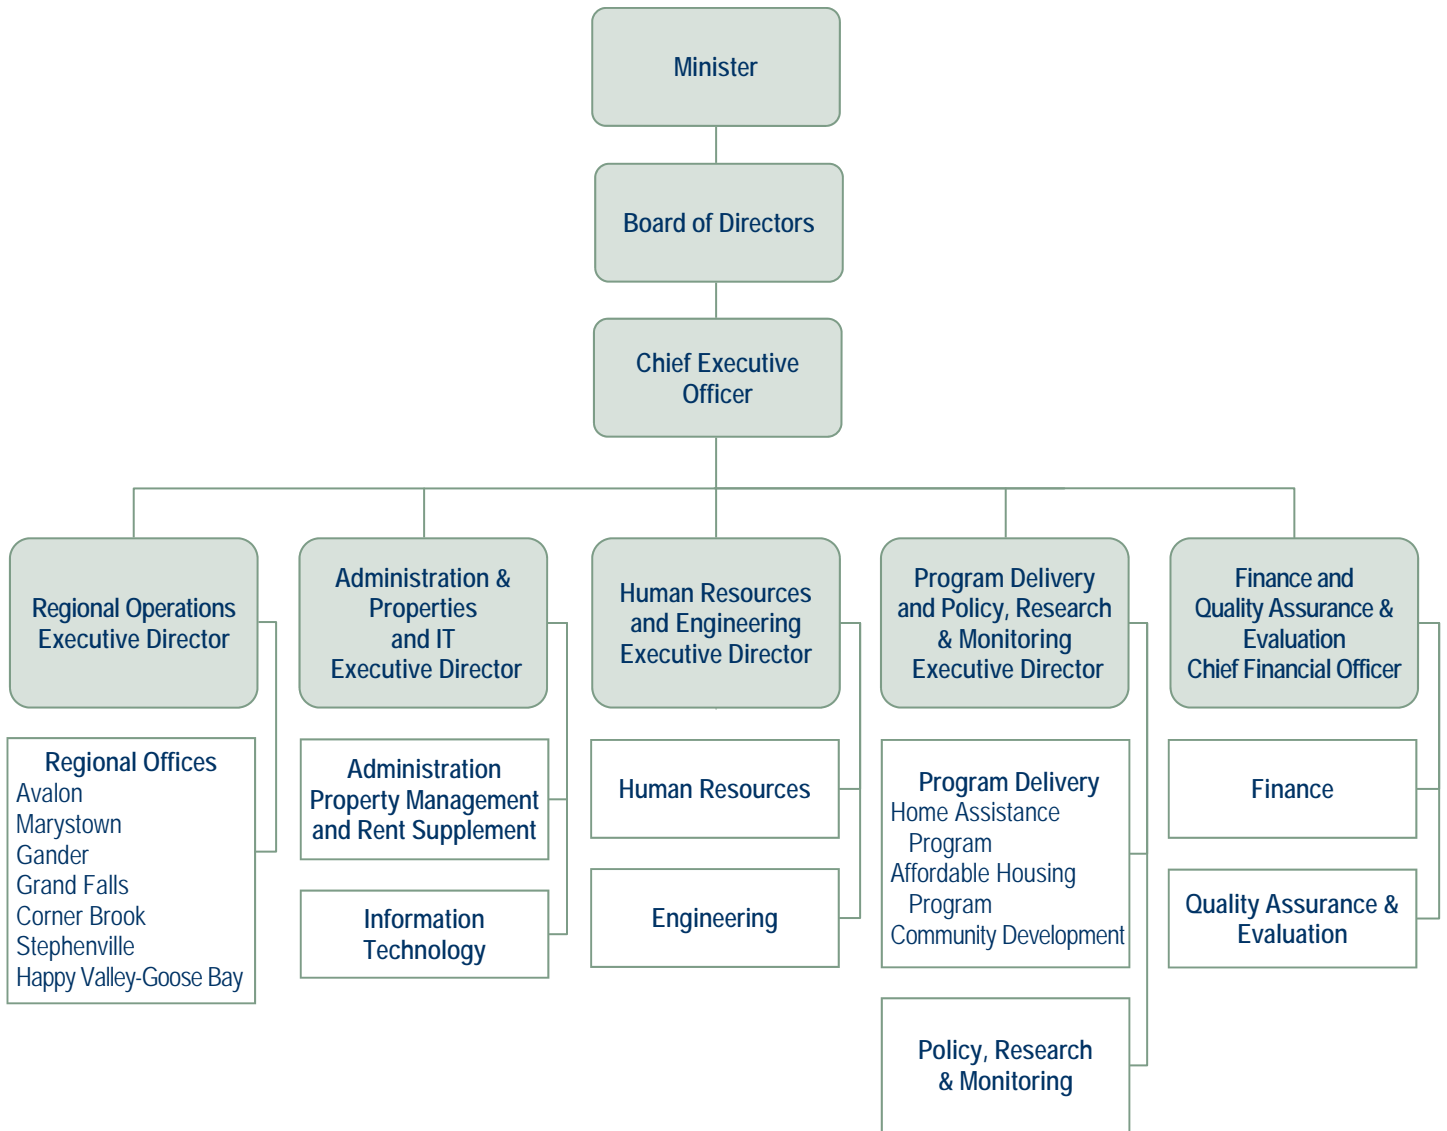 Minister
Board of Directors
Chief Executive
Officer
Regional Operations
Executive Director
Administration &
Properties
and IT
Executive Director
Human Resources
and Engineering
Executive Director
Program Delivery
and Policy, Research
& Monitoring
Executive Director
Finance and
Quality Assurance &
Evaluation
Chief Financial Officer
Regional Offices
Avalon
Marystown
Gander
Grand Falls
Corner Brook
Stephenville
Happy Valley-Goose Bay
Administration
Property Management
and Rent Supplement
Information
Technology
Human Resources
Engineering
Program Delivery
Home Assistance
Program
Affordable Housing
Program
Community Development
Policy, Research
& Monitoring
Finance
Quality Assurance &
Evaluation